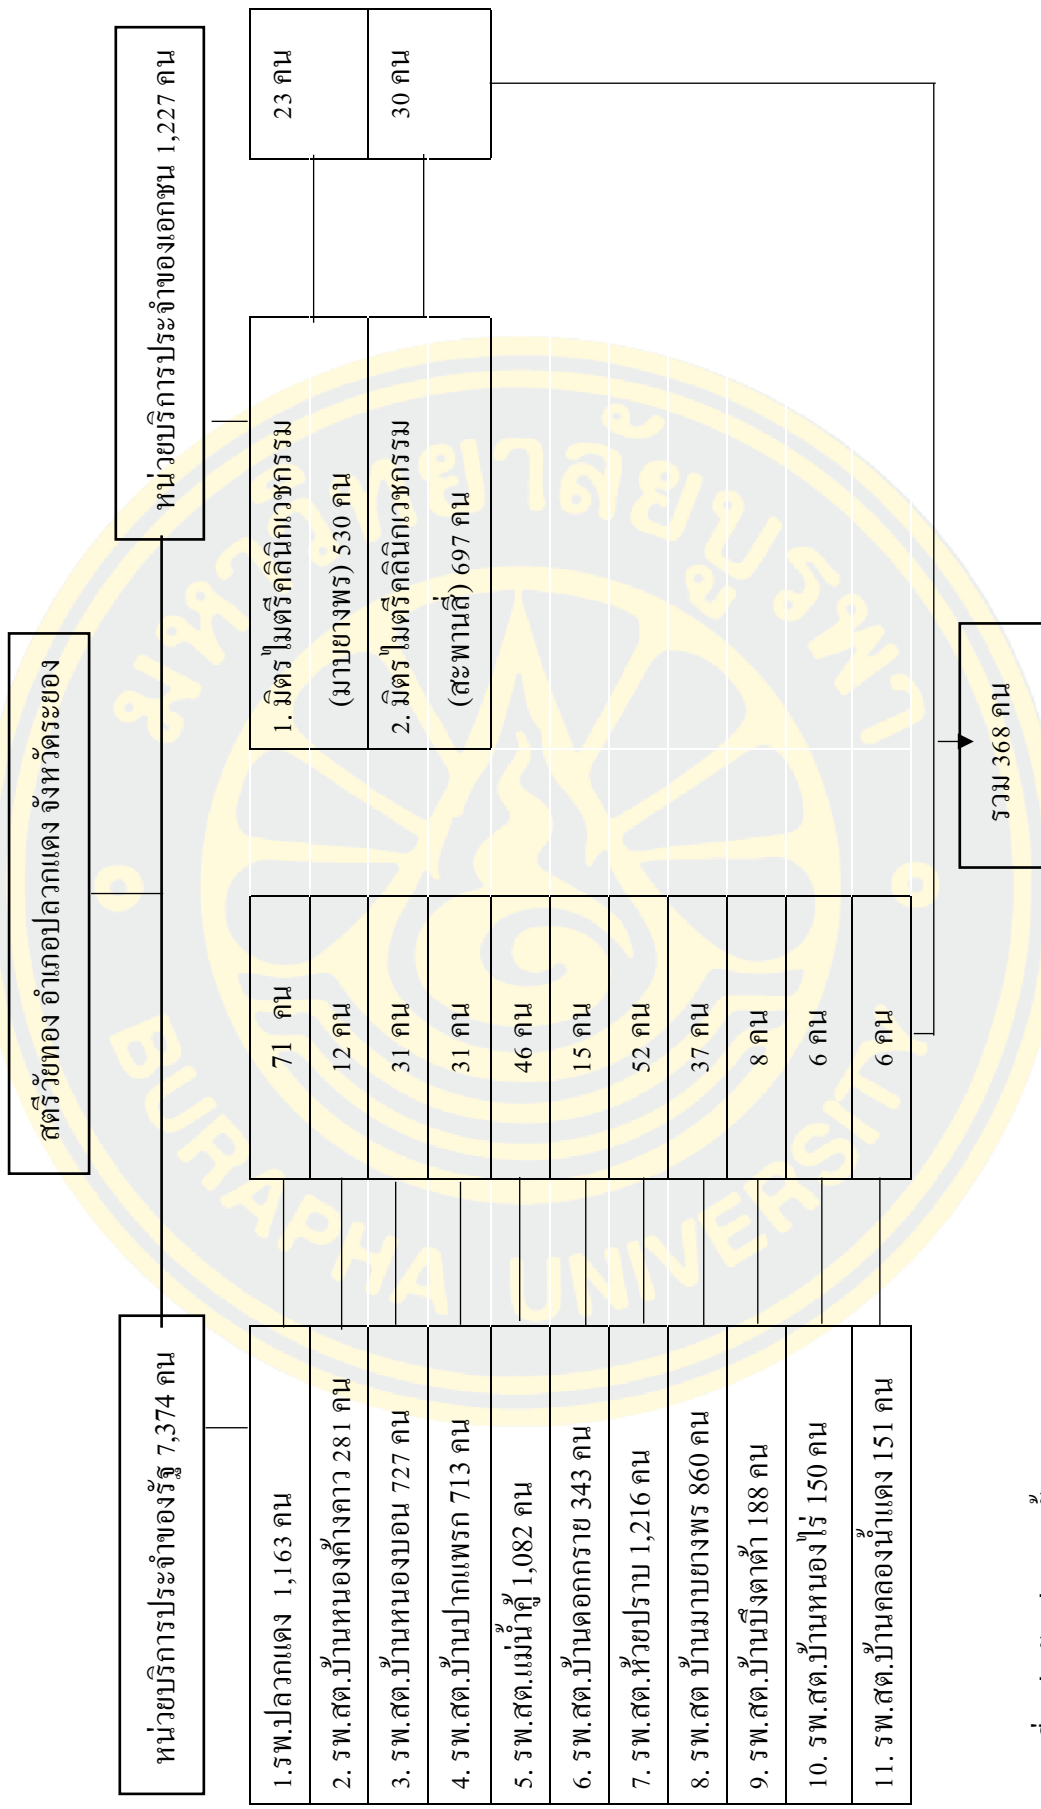 สตรีวัยทอง อำเภอปลวกแดง จังหวัดระยอง
หน่วยบริการประจำของรัฐ 7,374 คน
หน่วยบริการประจำของเอกชน 1,227 คน
1.รพ.ปลวกแดง 1,163 คน
71 คน
2. รพ.สต.บ้านหนองค้างคาว 281 คน
12 คน
3. รพ.สต.บ้านหนองบอน 727 คน
31 คน
4. รพ.สต.บ้านปากแพรก 713 คน
31 คน
5. รพ.สต.แม่น้ำคู้ 1,082 คน
46 คน
6. รพ.สต.บ้านดอกกราย 343 คน
15 คน
7. รพ.สต.ห้วยปราบ 1,216 คน
52 คน
8. รพ.สต บ้านมาบยางพร 860 คน
37 คน
9. รพ.สต.บ้านบึงตาต้า 188 คน
8 คน
10. รพ.สต.บ้านหนองไร่ 150 คน
6 คน
11. รพ.สต.บ้านคลองน้ำแดง 151 คน
6 คน
1. มิตรไมตรีคลินิกเวชกรรม
(มาบยางพร) 530 คน
23 คน
2. มิตรไมตรีคลินิกเวชกรรม
(สะพานสี่) 697 คน
30 คน
รวม 368 คน
มหาวิทยาลัยบูรพา
BURAPHA UNIVERSITY